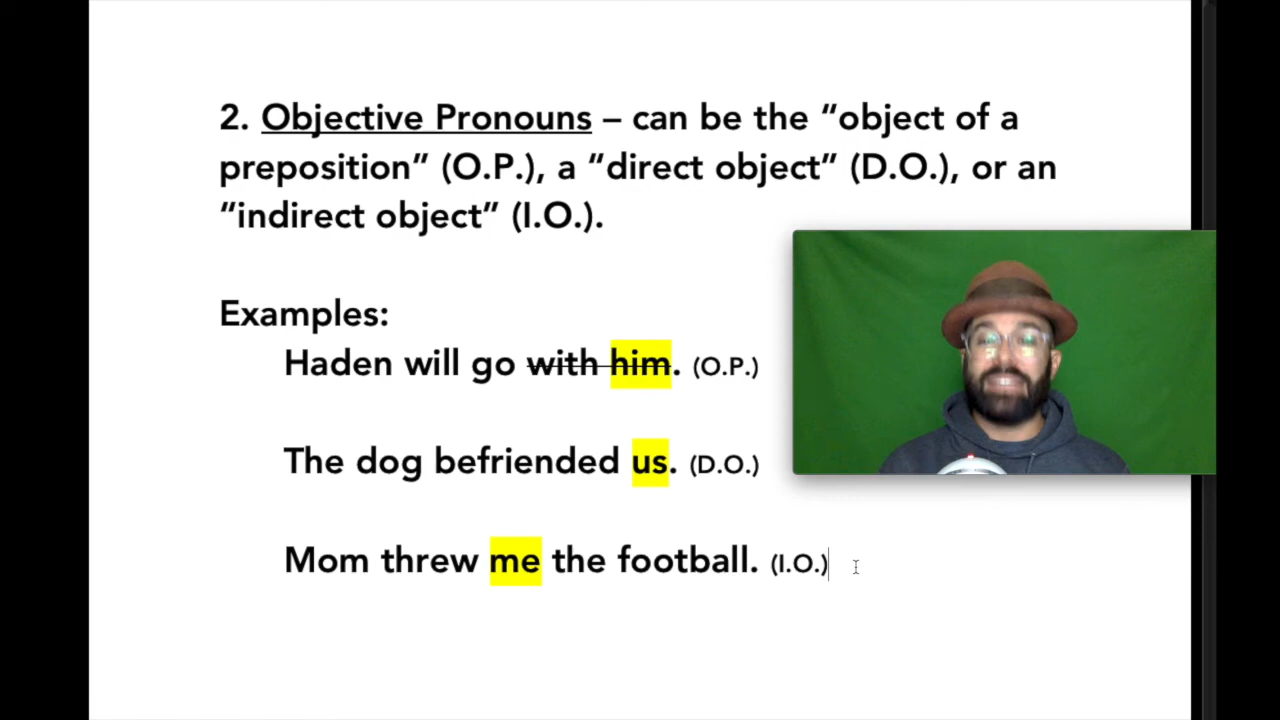 2. Objective Pronouns – can be the “object of a
preposition” (O.P.), a “direct object” (D.O.), or an
“indirect object” (I.O.).
Examples:
Haden will go with him. (O.P.)
The dog befriended us. (D.O.)
Mom threw me the football. (I.O.)